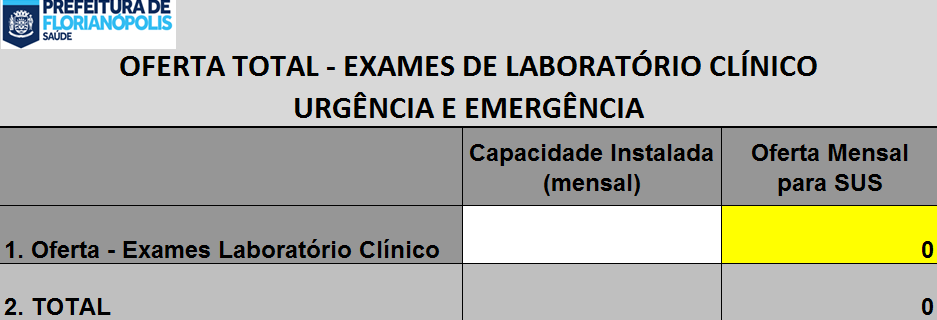 PREFEITURA DE
FLORIANÓPOLIS
SAÚDE
OFERTA TOTAL - EXAMES DE LABORATÓRIO CLÍNICO
URGÊNCIA E EMERGÊNCIA
Capacidade Instalada Oferta Mensal
(mensal) para SUS
1. Oferta - Exames Laboratório Clínico 0
2. TOTAL 0